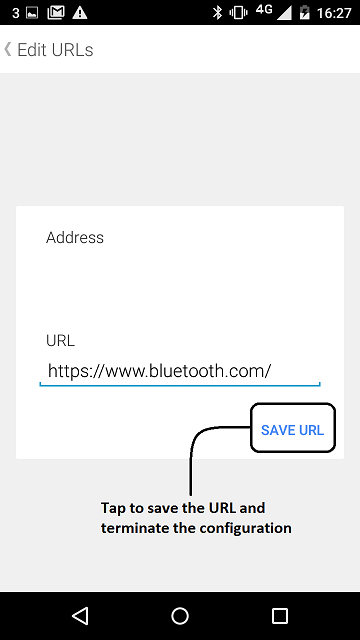 3 4G 16:27
Edit URLs
Address
URL
https://www.bluetooth.com/
SAVE URL
Tap to save the URL and
terminate the configuration